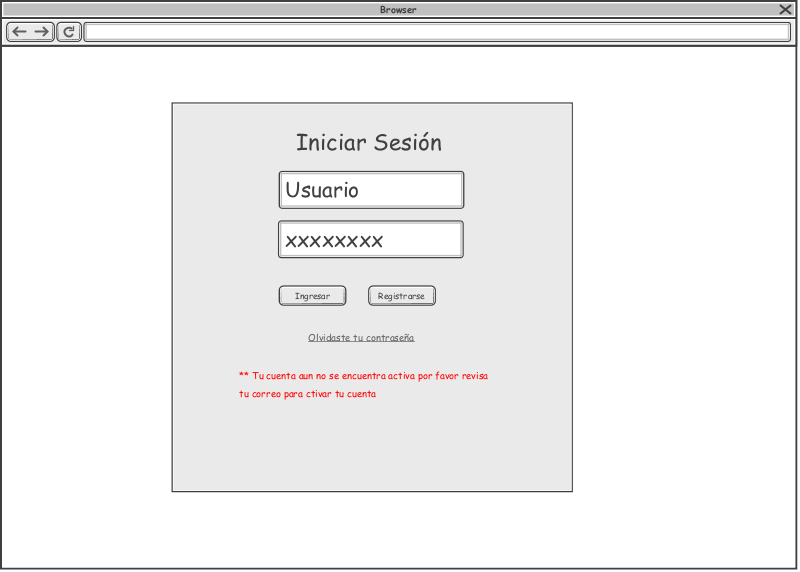 Browser
Iniciar Sesión
Usuario
xxxxxxxx
Ingresar
Registrarse
Olvidaste tu contraseña
** Tu cuenta aun no se encuentra activa por favor revisa
tu correo para ctivar tu cuenta